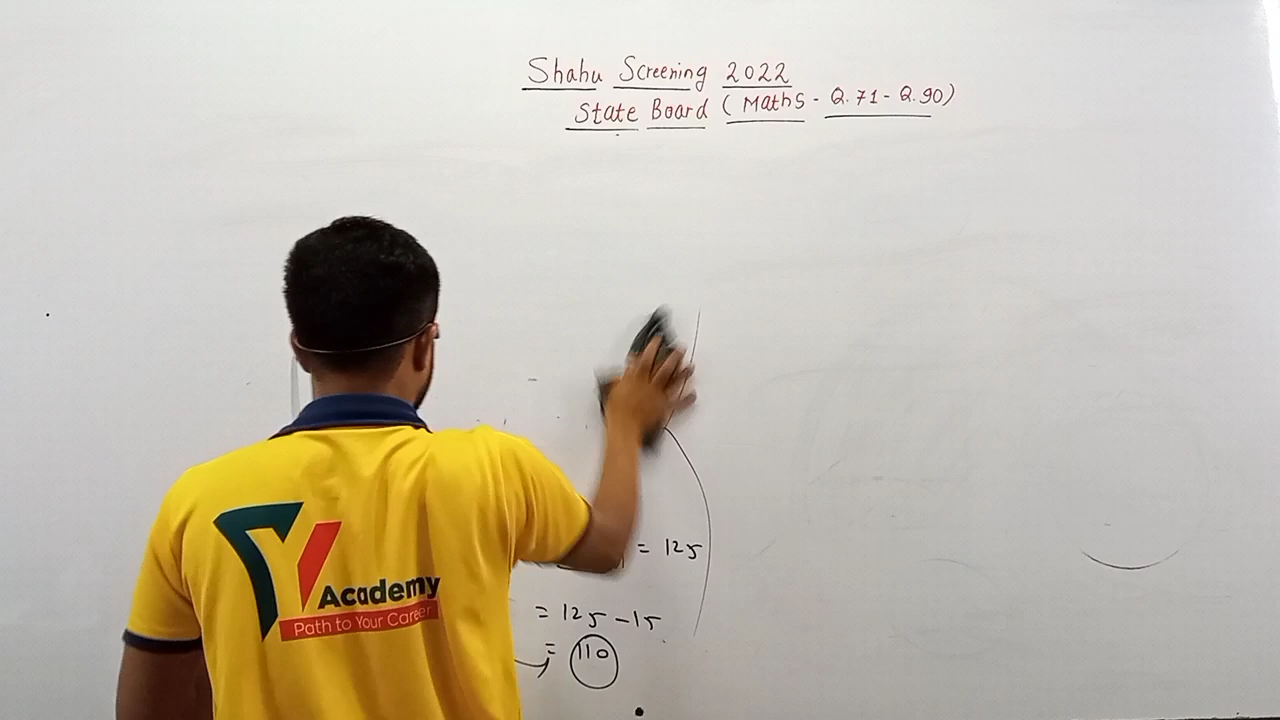 Shahu Screening 2022
State Board (Maths - Q.71 - Q.90)
= 125
= 125 - 15
= 110
Academy
Path to Your Career